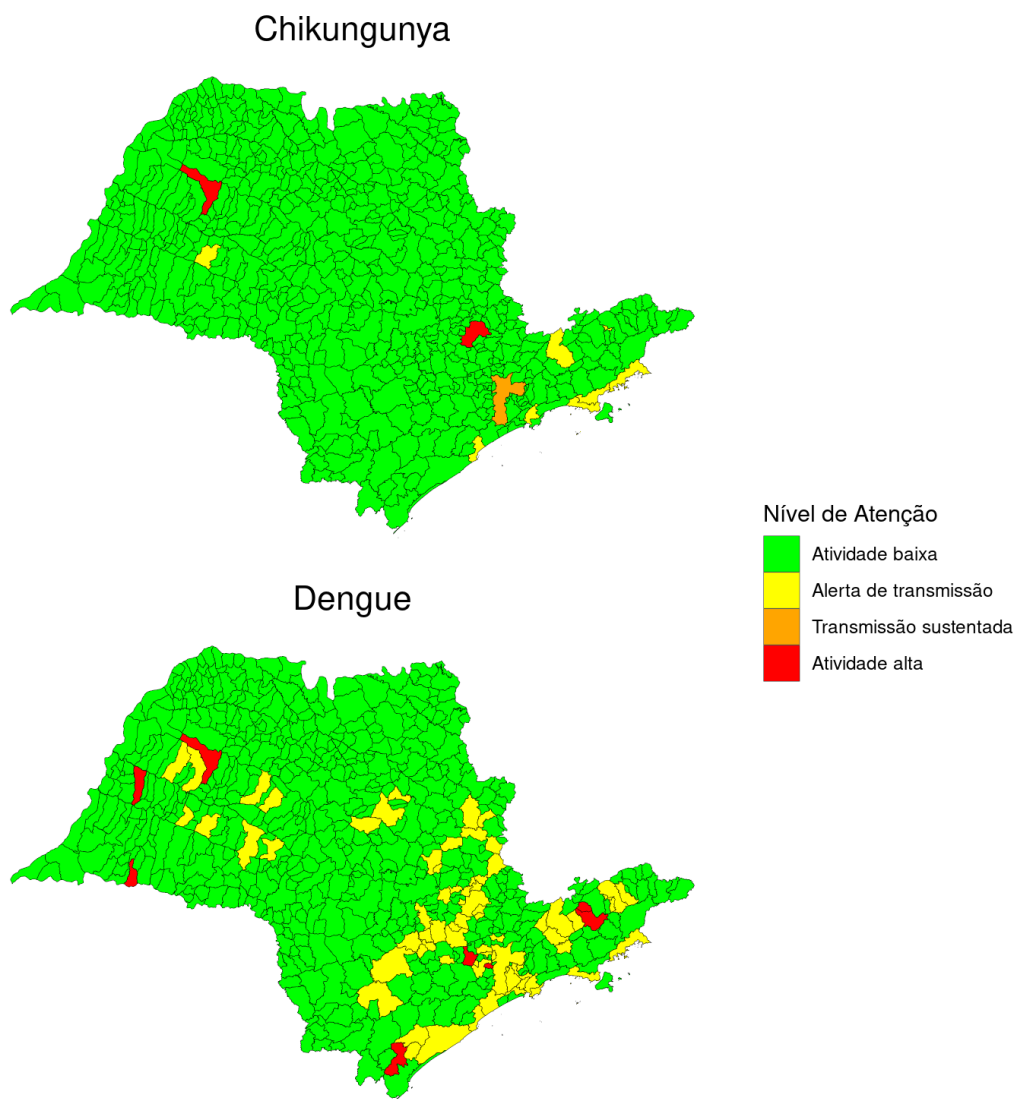 Chikungunya
Nível de Atenção
Atividade baixa
Alerta de transmissão
Transmissão sustentada
Atividade alta
Dengue